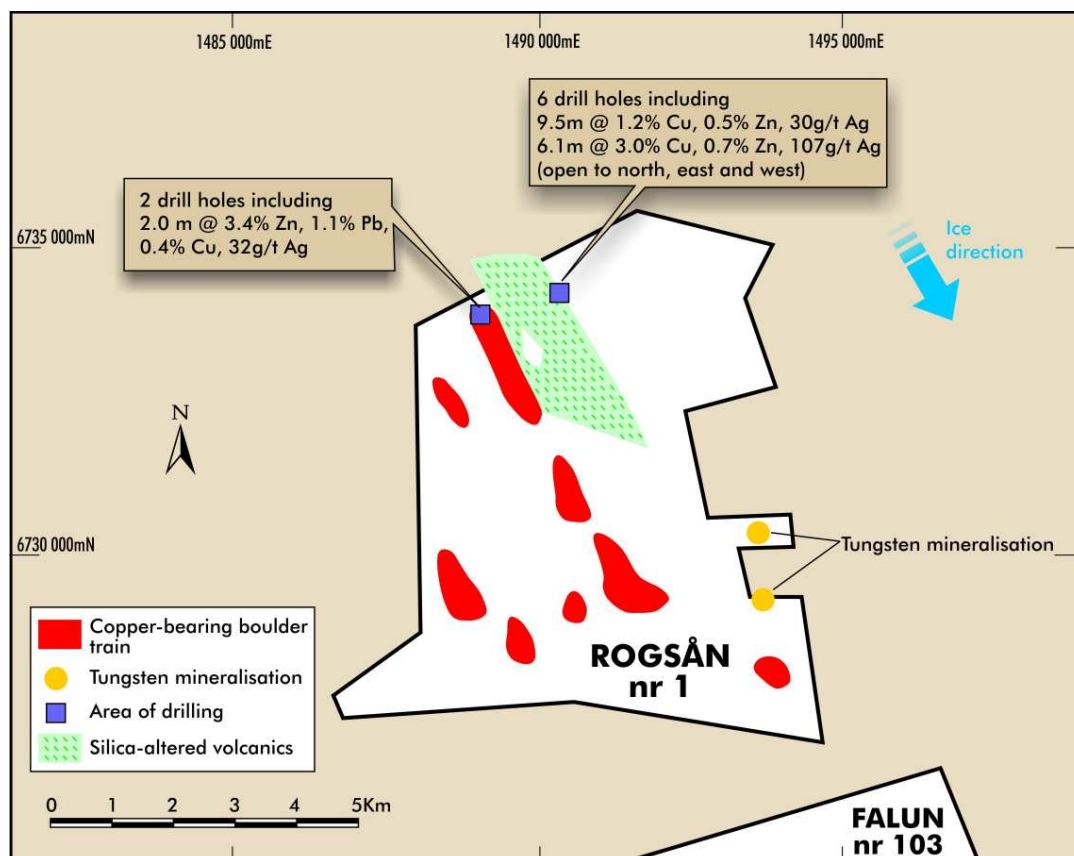 1485 000mE
1490 000mE
1495 000mE
6 drill holes including
9.5m @ 1.2% Cu, 0.5% Zn, 30g/t Ag
6.1m @ 3.0% Cu, 0.7% Zn, 107g/t Ag
(open to north, east and west)
2 drill holes including
2.0 m @ 3.4% Zn, 1.1% Pb,
0.4% Cu, 32g/t Ag
6735 000mN
Ice
direction
N
6730 000mN
Tungsten mineralisation
ROGSÅN
nr 1
Copper-bearing boulder
train
Tungsten mineralisation
Area of drilling
Silica-altered volcanics
0 1 2 3 4 5Km
FALUN
nr 103